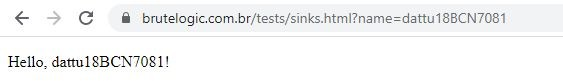 brutelogic.com.br/tests/sinks.html?name=dattu18BCN7081
Hello, dattu18BCN7081!